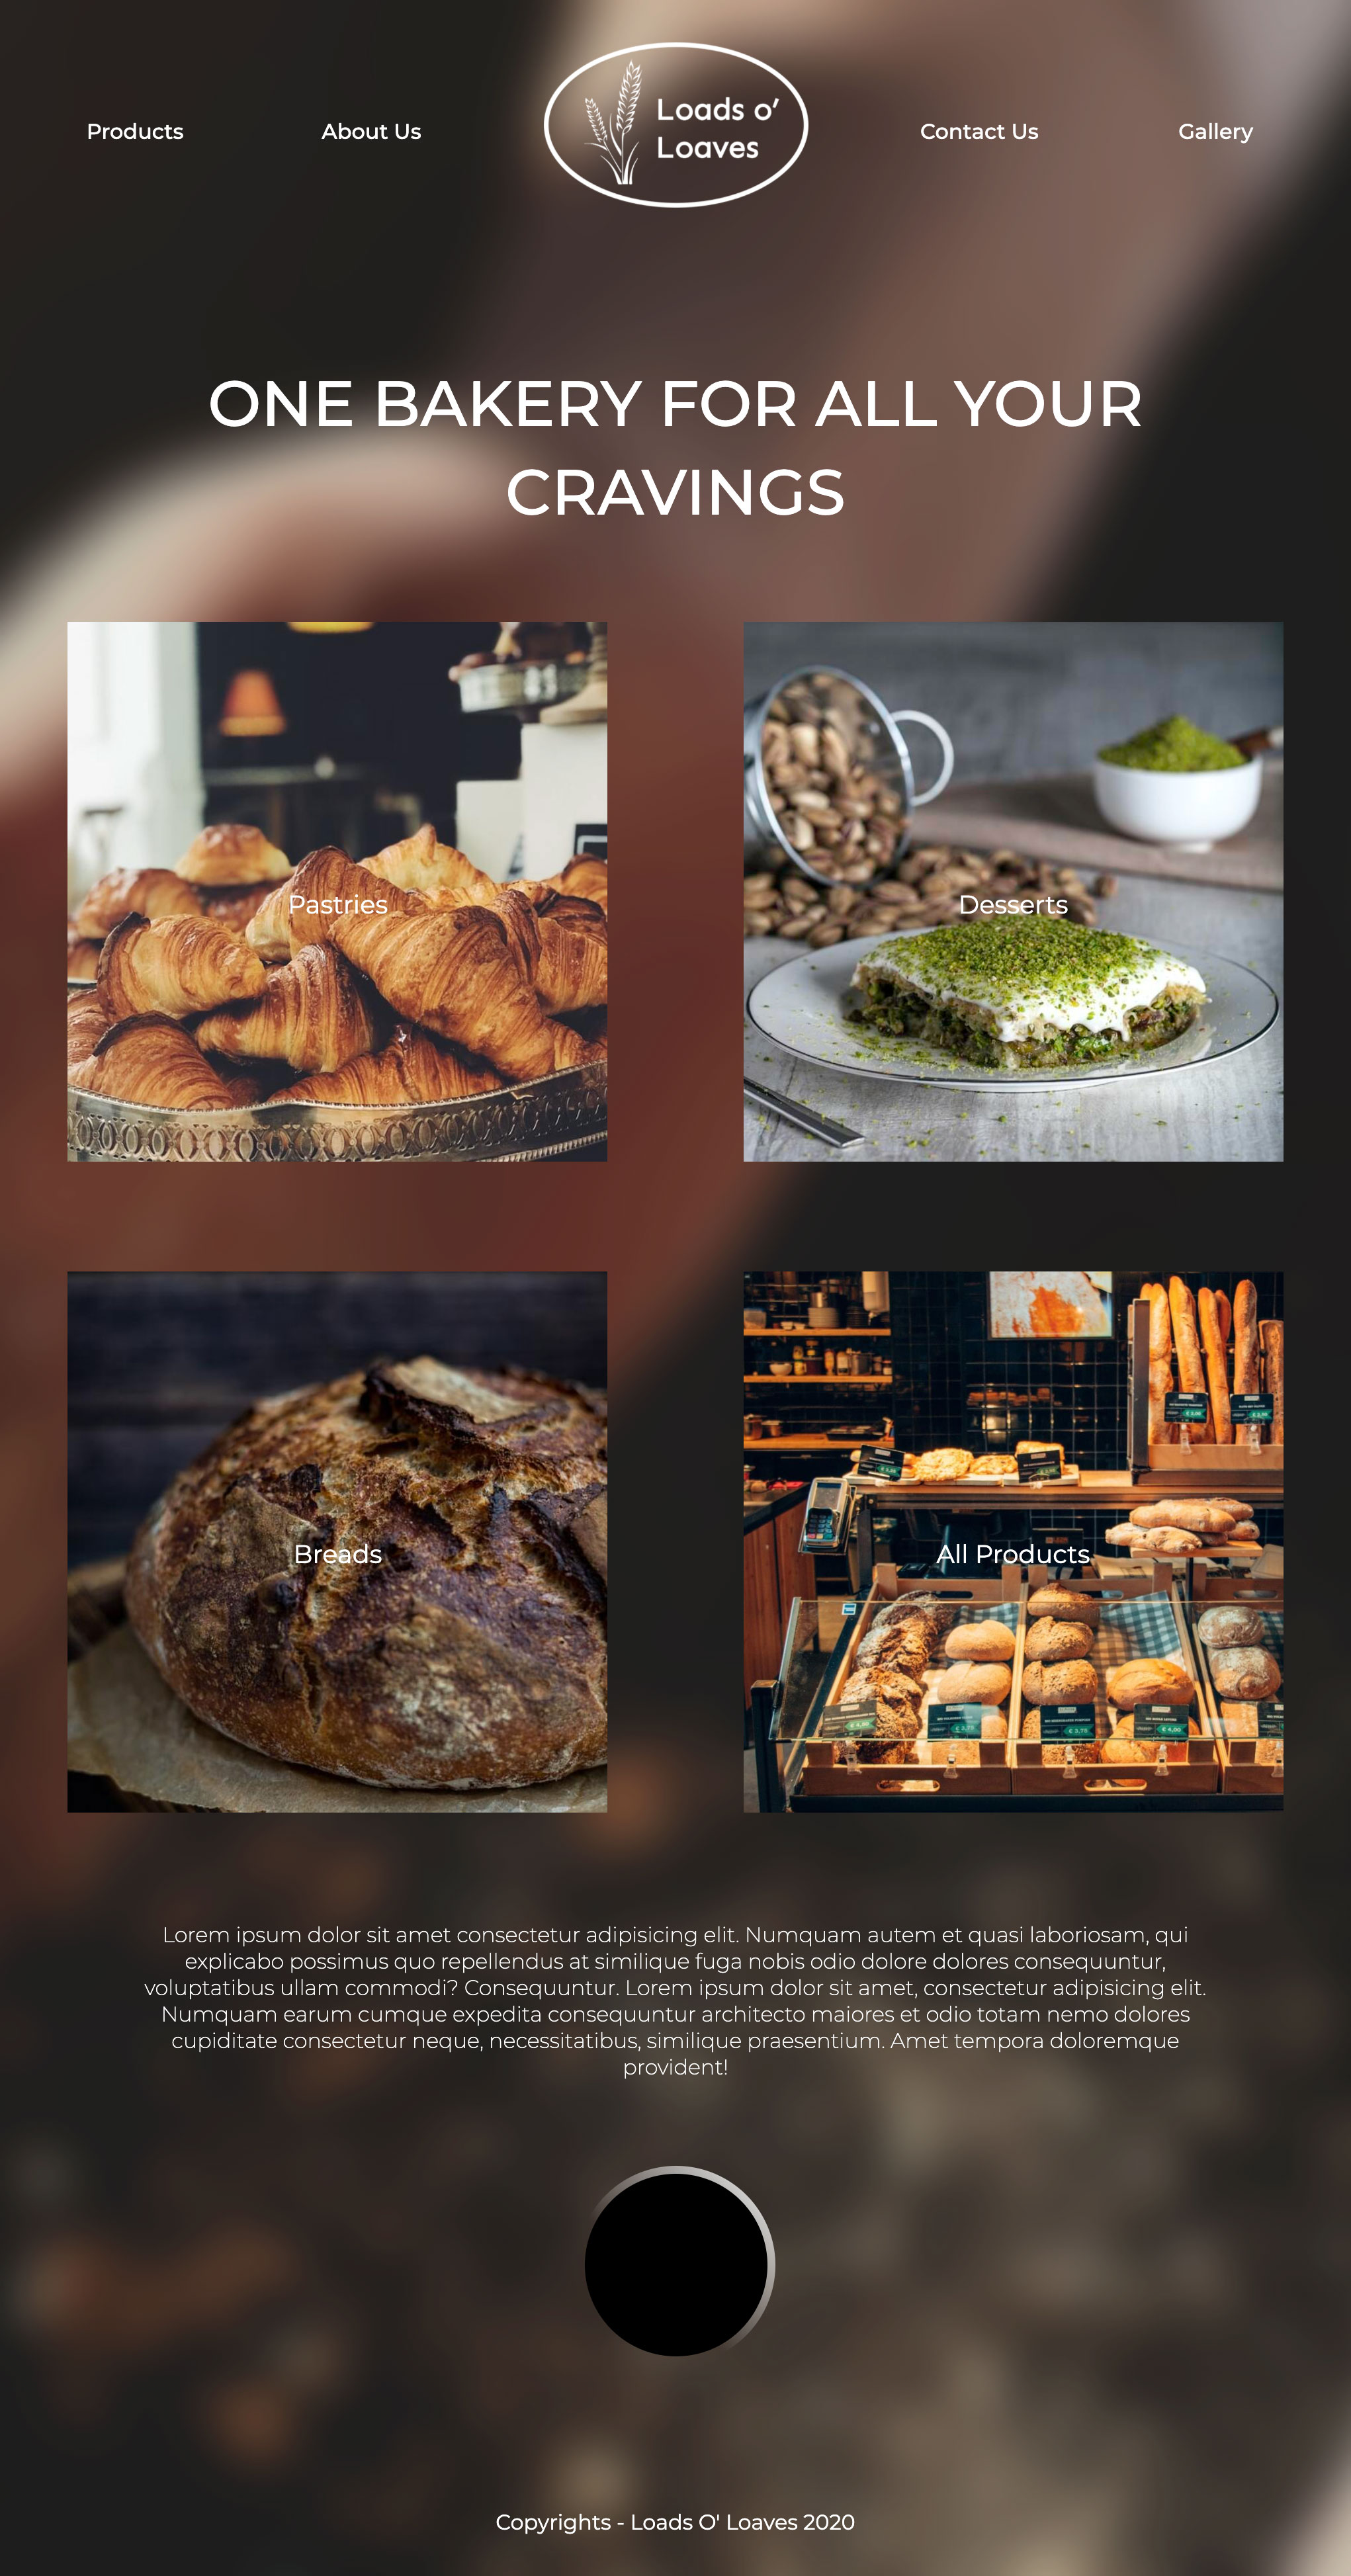 Products
About Us
Loads o'
Loaves
Contact Us
Gallery
ONE BAKERY FOR ALL YOUR
CRAVINGS
Pastries
Desserts
Breads
All Products
Lorem ipsum dolor sit amet consectetur adipisicing elit. Numquam autem et quasi laboriosam, qui
explicabo possimus quo repellendus at similique fuga nobis odio dolore dolores consequuntur,
voluptatibus ullam commodi? Consequuntur. Lorem ipsum dolor sit amet, consectetur adipisicing elit.
Numquam earum cumque expedita consequuntur architecto maiores et odio totam nemo dolores
cupiditate consectetur neque, necessitatibus, similique praesentium. Amet tempora doloremque
provident!
Copyrights - Loads O' Loaves 2020